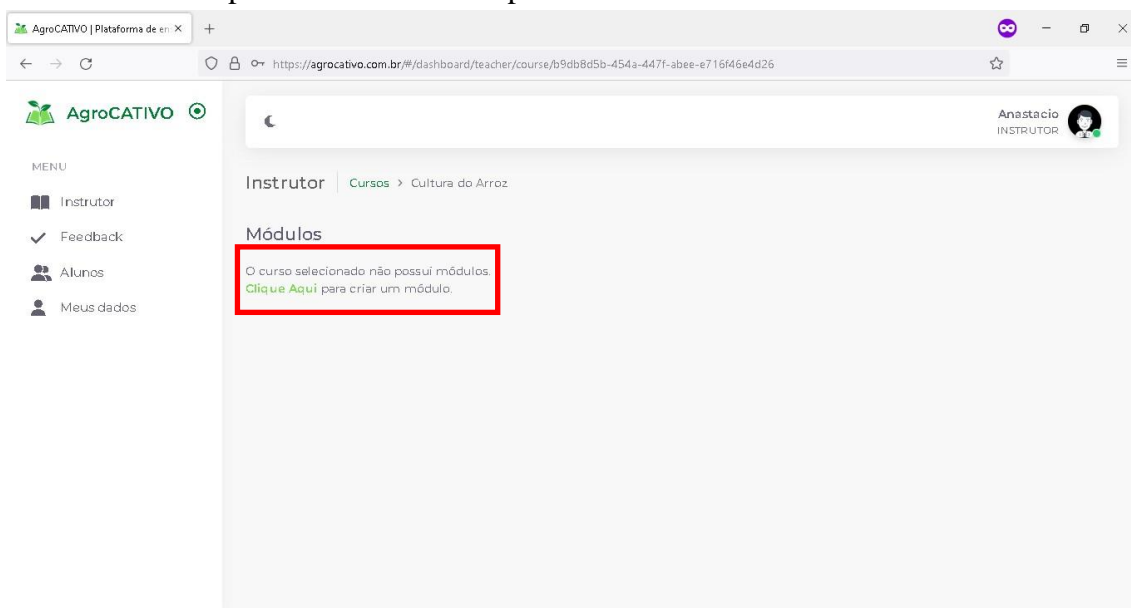 AgroCATIVO | Plataforma de en
https://agrocativo.com.br/#/dashboard/teacher/course/b9db8d5b-454a-447f-abee-e716f46e4d26
AgroCATIVO
Anastacio
INSTRUTOR
MENU
Instrutor
Feedback
Alunos
Meus dados
Instrutor | Cursos > Cultura do Arroz
Módulos
O curso selecionado não possuí módulos.
Clique Aqui para criar um módulo.